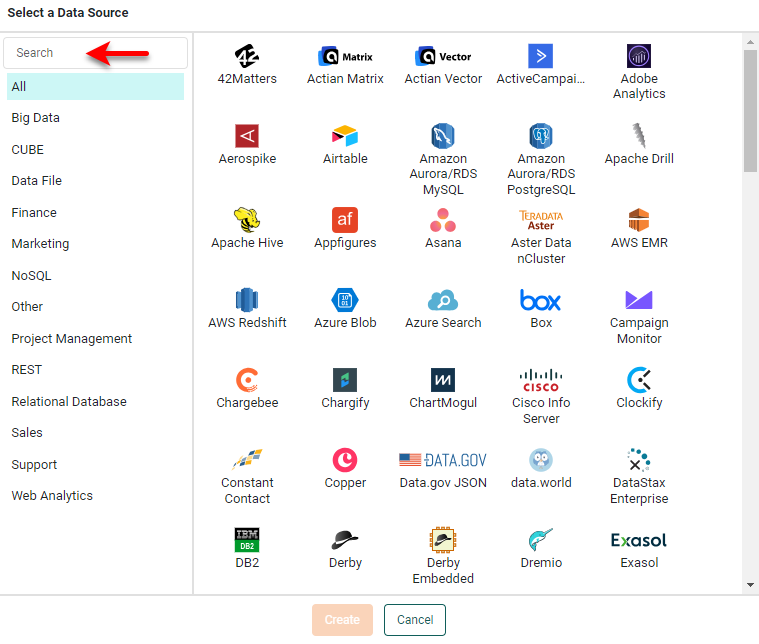 Select a Data Source
Search
All
Big Data
CUBE
Data File
Finance
Marketing
NoSQL
Other
Project Management
REST
Relational Database
Sales
Support
Web Analytics
42
42Matters
Matrix
Actian Matrix
Vector
Actian Vector
ActiveCampai...
Adobe
Analytics
Aerospike
Airtable
Amazon
Aurora/RDS
MySQL
Amazon
Aurora/RDS
PostgreSQL
Apache Drill
Apache Hive
af
Appfigures
Asana
TERADATA
Aster
Aster Data
nCluster
AWS EMR
AWS Redshift
10
01
Azure Blob
Azure Search
box
Box
Campaign
Monitor
Chargebee
Chargify
ChartMogul
CISCO
Cisco Info
Server
Clockify
Constant
Contact
Copper
DATA.GOV
Data.gov JSON
data.world
DataStax
Enterprise
IBM
DB2
DB2
Derby
Derby
Embedded
Dremio
Exasol
Exasol
Create
Cancel